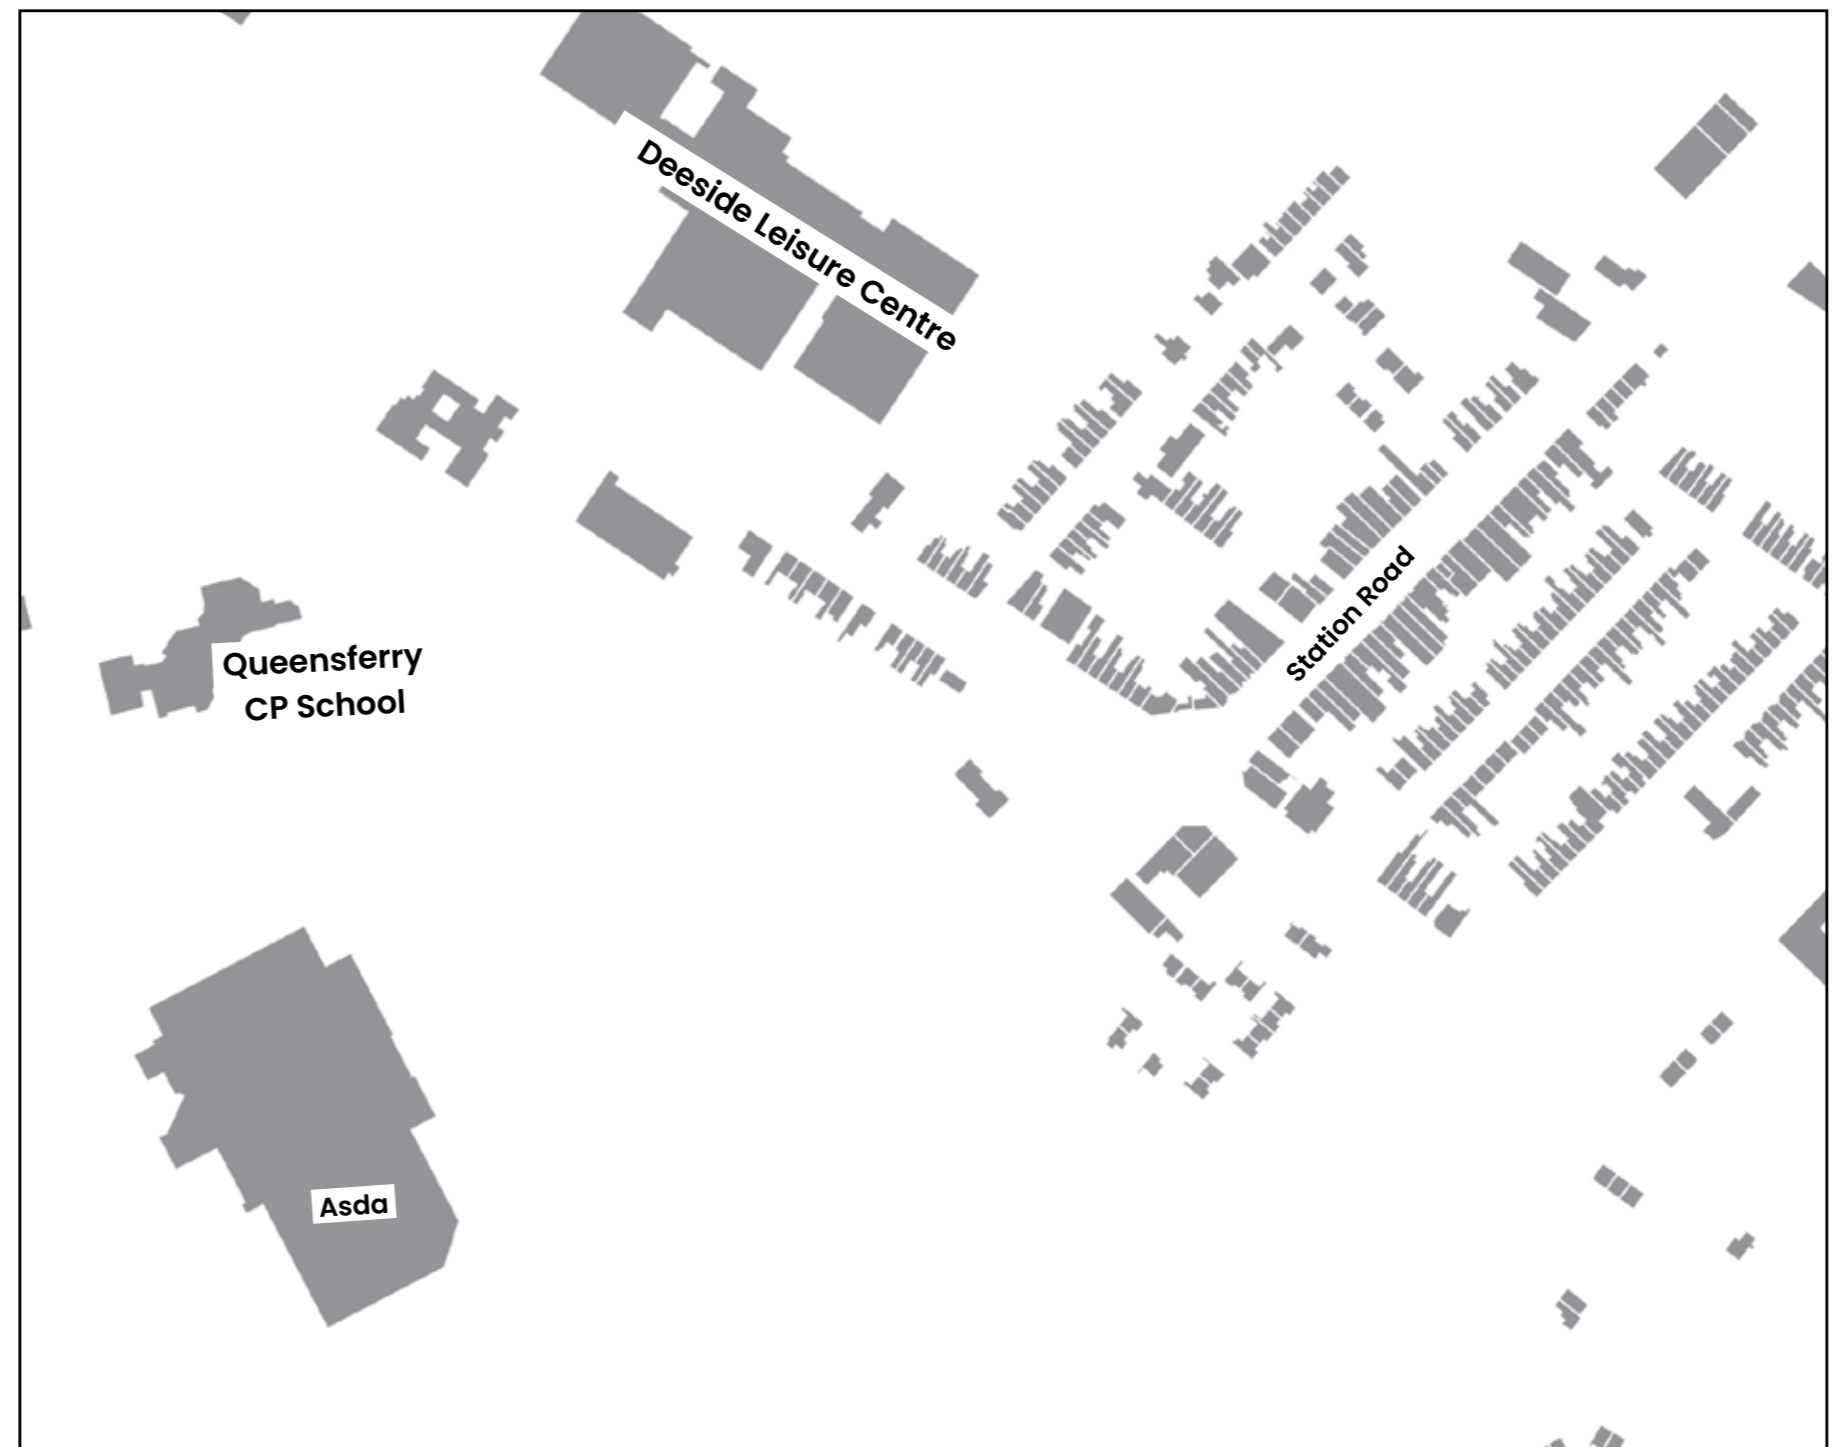 Deeside Leisure Centre
Station Road
Queensferry
CP School
Asda